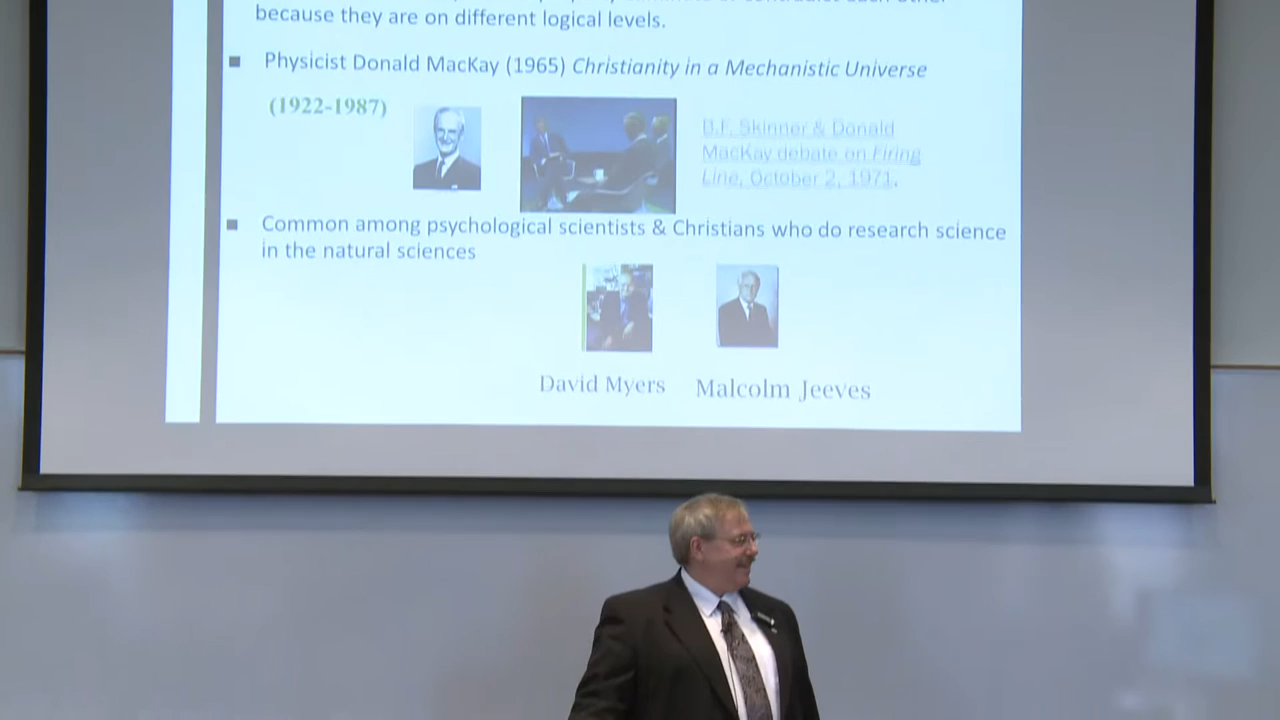 because they are on different logical levels.
Physicist Donald MacKay (1965) Christianity in a Mechanistic Universe
(1922-1987)
B.F. Skinner & Donald
MacKay debate on Firing
Line, October 2, 1971.
Common among psychological scientists & Christians who do research science
in the natural sciences
David Myers
Malcolm Jeeves